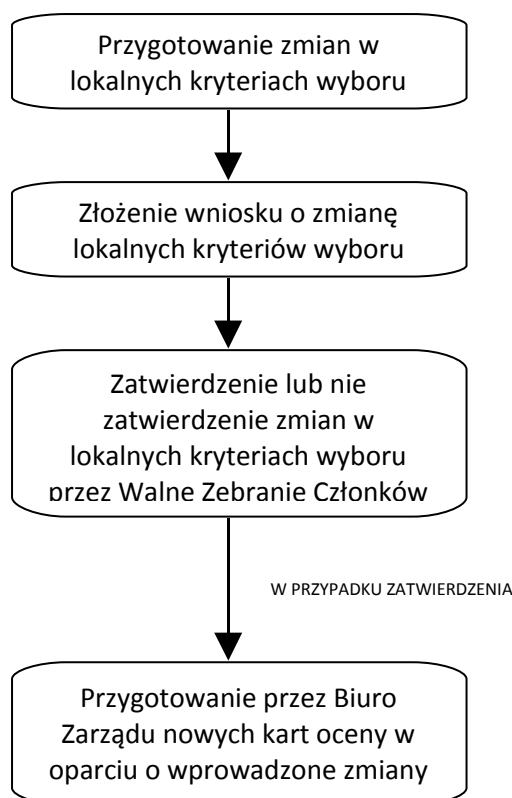 Przygotowanie zmian w
lokalnych kryteriach wyboru
Złożenie wniosku o zmianę
lokalnych kryteriów wyboru
Zatwierdzenie lub nie
zatwierdzenie zmian w
lokalnych kryteriach wyboru
przez Walne Zebranie Członków
W PRZYPADKU ZATWIERDZENIA
Przygotowanie przez Biuro
Zarządu nowych kart oceny w
oparciu o wprowadzone zmiany